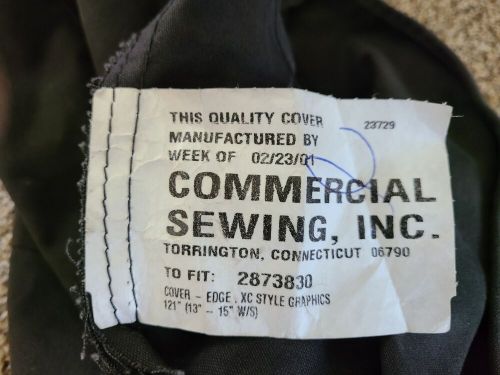 THIS QUALITY COVER 23729
MANUFACTURED BY
WEEK OF 02/23/01
COMMERCIAL
SEWING, INC.
TORRINGTON, CONNECTICUT 06790
TO FIT: 2873830
COVER - EDGE, XC STYLE GRAPHICS
121" (13" - 15" W/S)